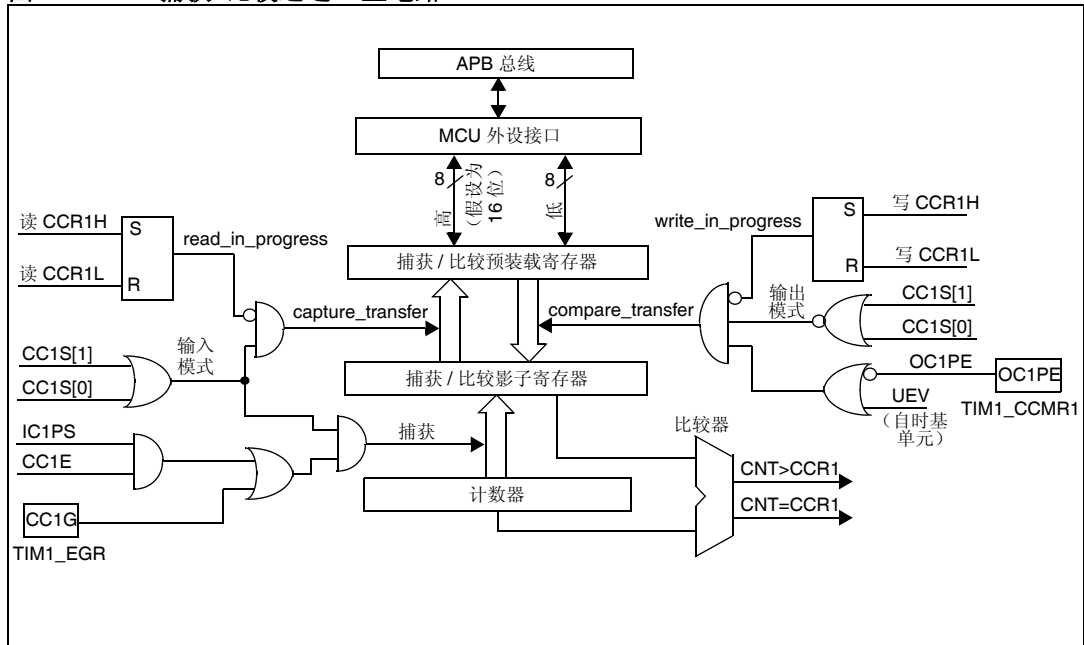 APB 总线
MCU 外设接口
8
8
高
（假设为
16 位）
低
读 CCR1H
读 CCR1L
S
R
read_in_progress
write_in_progress
S
R
写 CCR1H
写 CCR1L
捕获 / 比较预装载寄存器
capture_transfer
compare_transfer
输出
模式
CC1S[1]
CC1S[0]
CC1S[1]
CC1S[0]
输入
模式
捕获 / 比较影子寄存器
OC1PE
OC1PE
UEV
TIM1_CCMR1
（自时基
单元）
IC1PS
CC1E
捕获
比较器
CNT>CCR1
计数器
CNT=CCR1
CC1G
TIM1_EGR